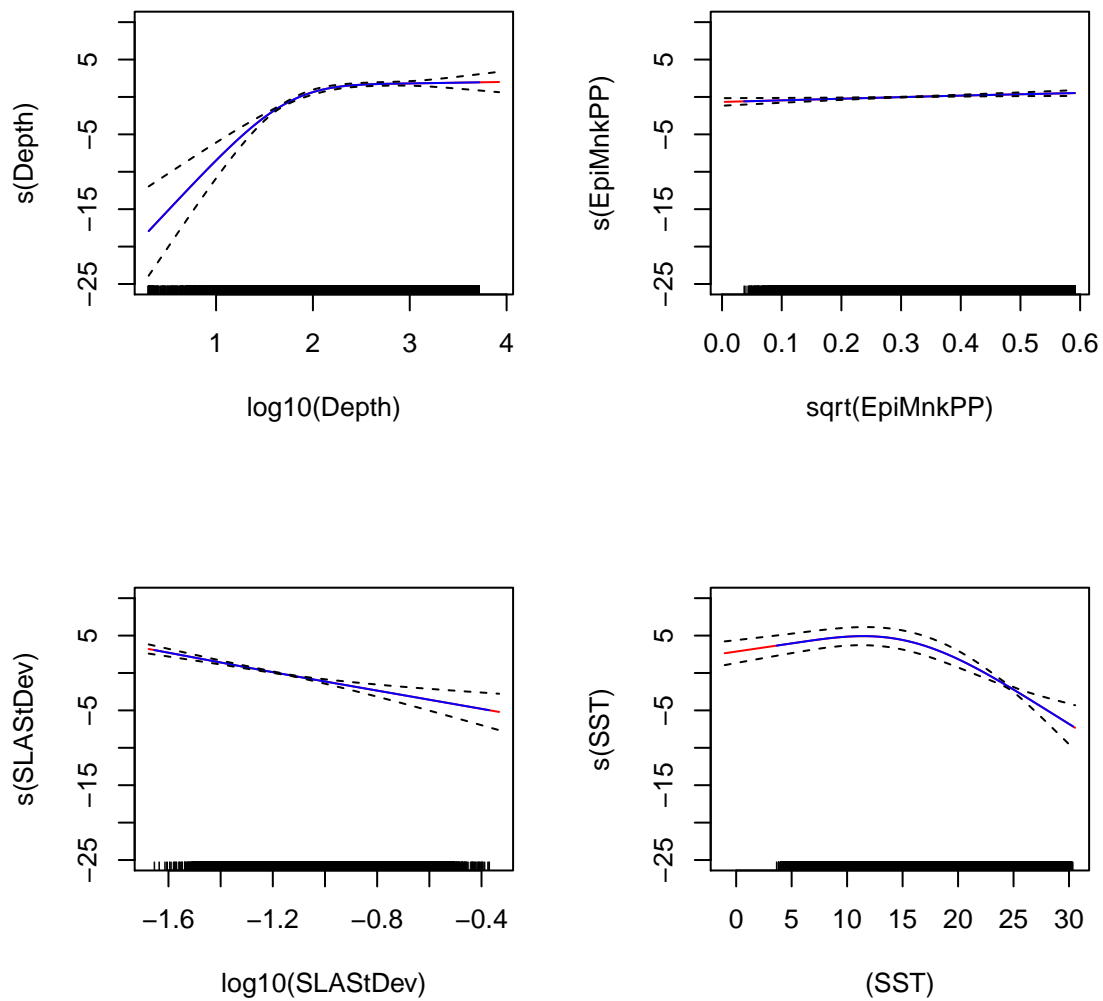 s(Depth)
5
−5
−15
−25
1 2 3 4
log10(Depth)
s(EpiMnkPP)
5
−5
−15
−25
0.0 0.1 0.2 0.3 0.4 0.5 0.6
sqrt(EpiMnkPP)
s(SLAStDev)
5
−5
−15
−25
−1.6 −1.2 −0.8 −0.4
log10(SLAStDev)
s(SST)
5
−5
−15
−25
0 5 10 15 20 25 30
(SST)